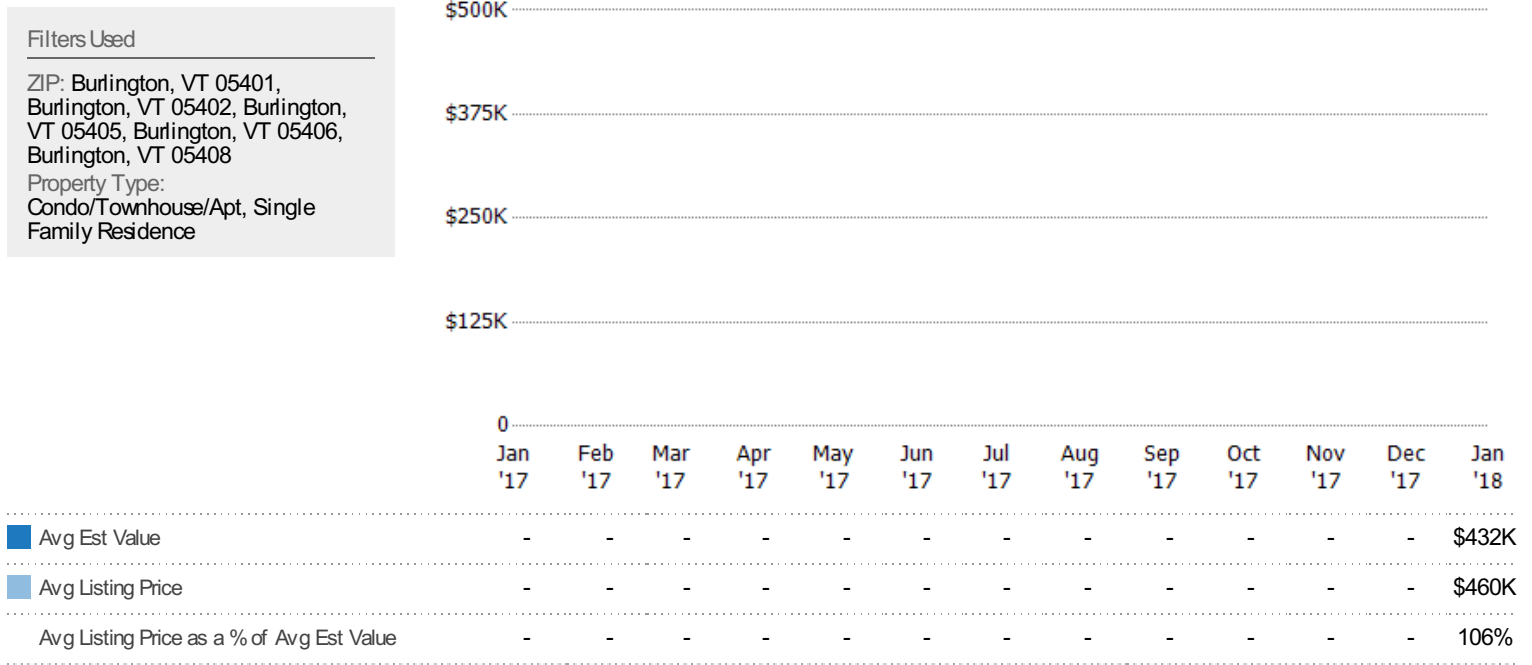 Filters Used
ZIP: Burlington, VT 05401,
Burlington, VT 05402, Burlington,
VT 05405, Burlington, VT 05406,
Burlington, VT 05408
Property Type:
Condo/Townhouse/Apt, Single
Family Residence
$500K
$375K
$250K
$125K
0
Jan Feb Mar Apr May Jun Jul Aug Sep Oct Nov Dec Jan
'17 '17 '17 '17 '17 '17 '17 '17 '17 '17 '17 '17 '18
Avg Est Value - - - - - - - - - - - - $432K
Avg Listing Price - - - - - - - - - - - - $460K
Avg Listing Price as a % of Avg Est Value - - - - - - - - - - - - 106%